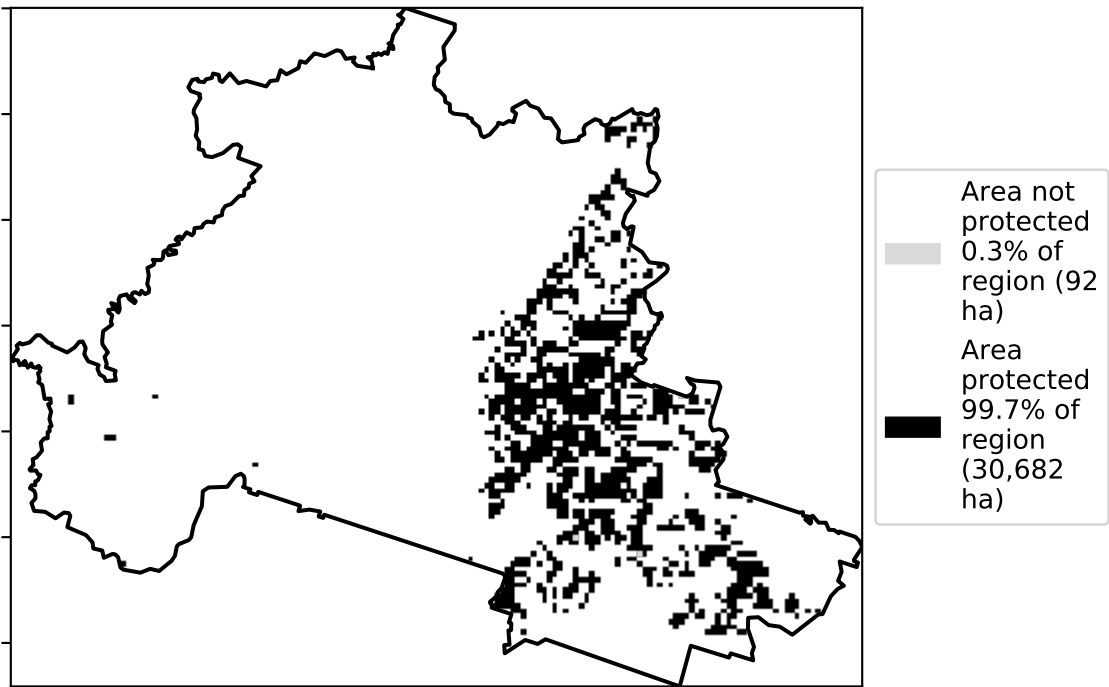 Area not
protected
0.3% of
region (92
ha)
Area
protected
99.7% of
region
(30,682
ha)